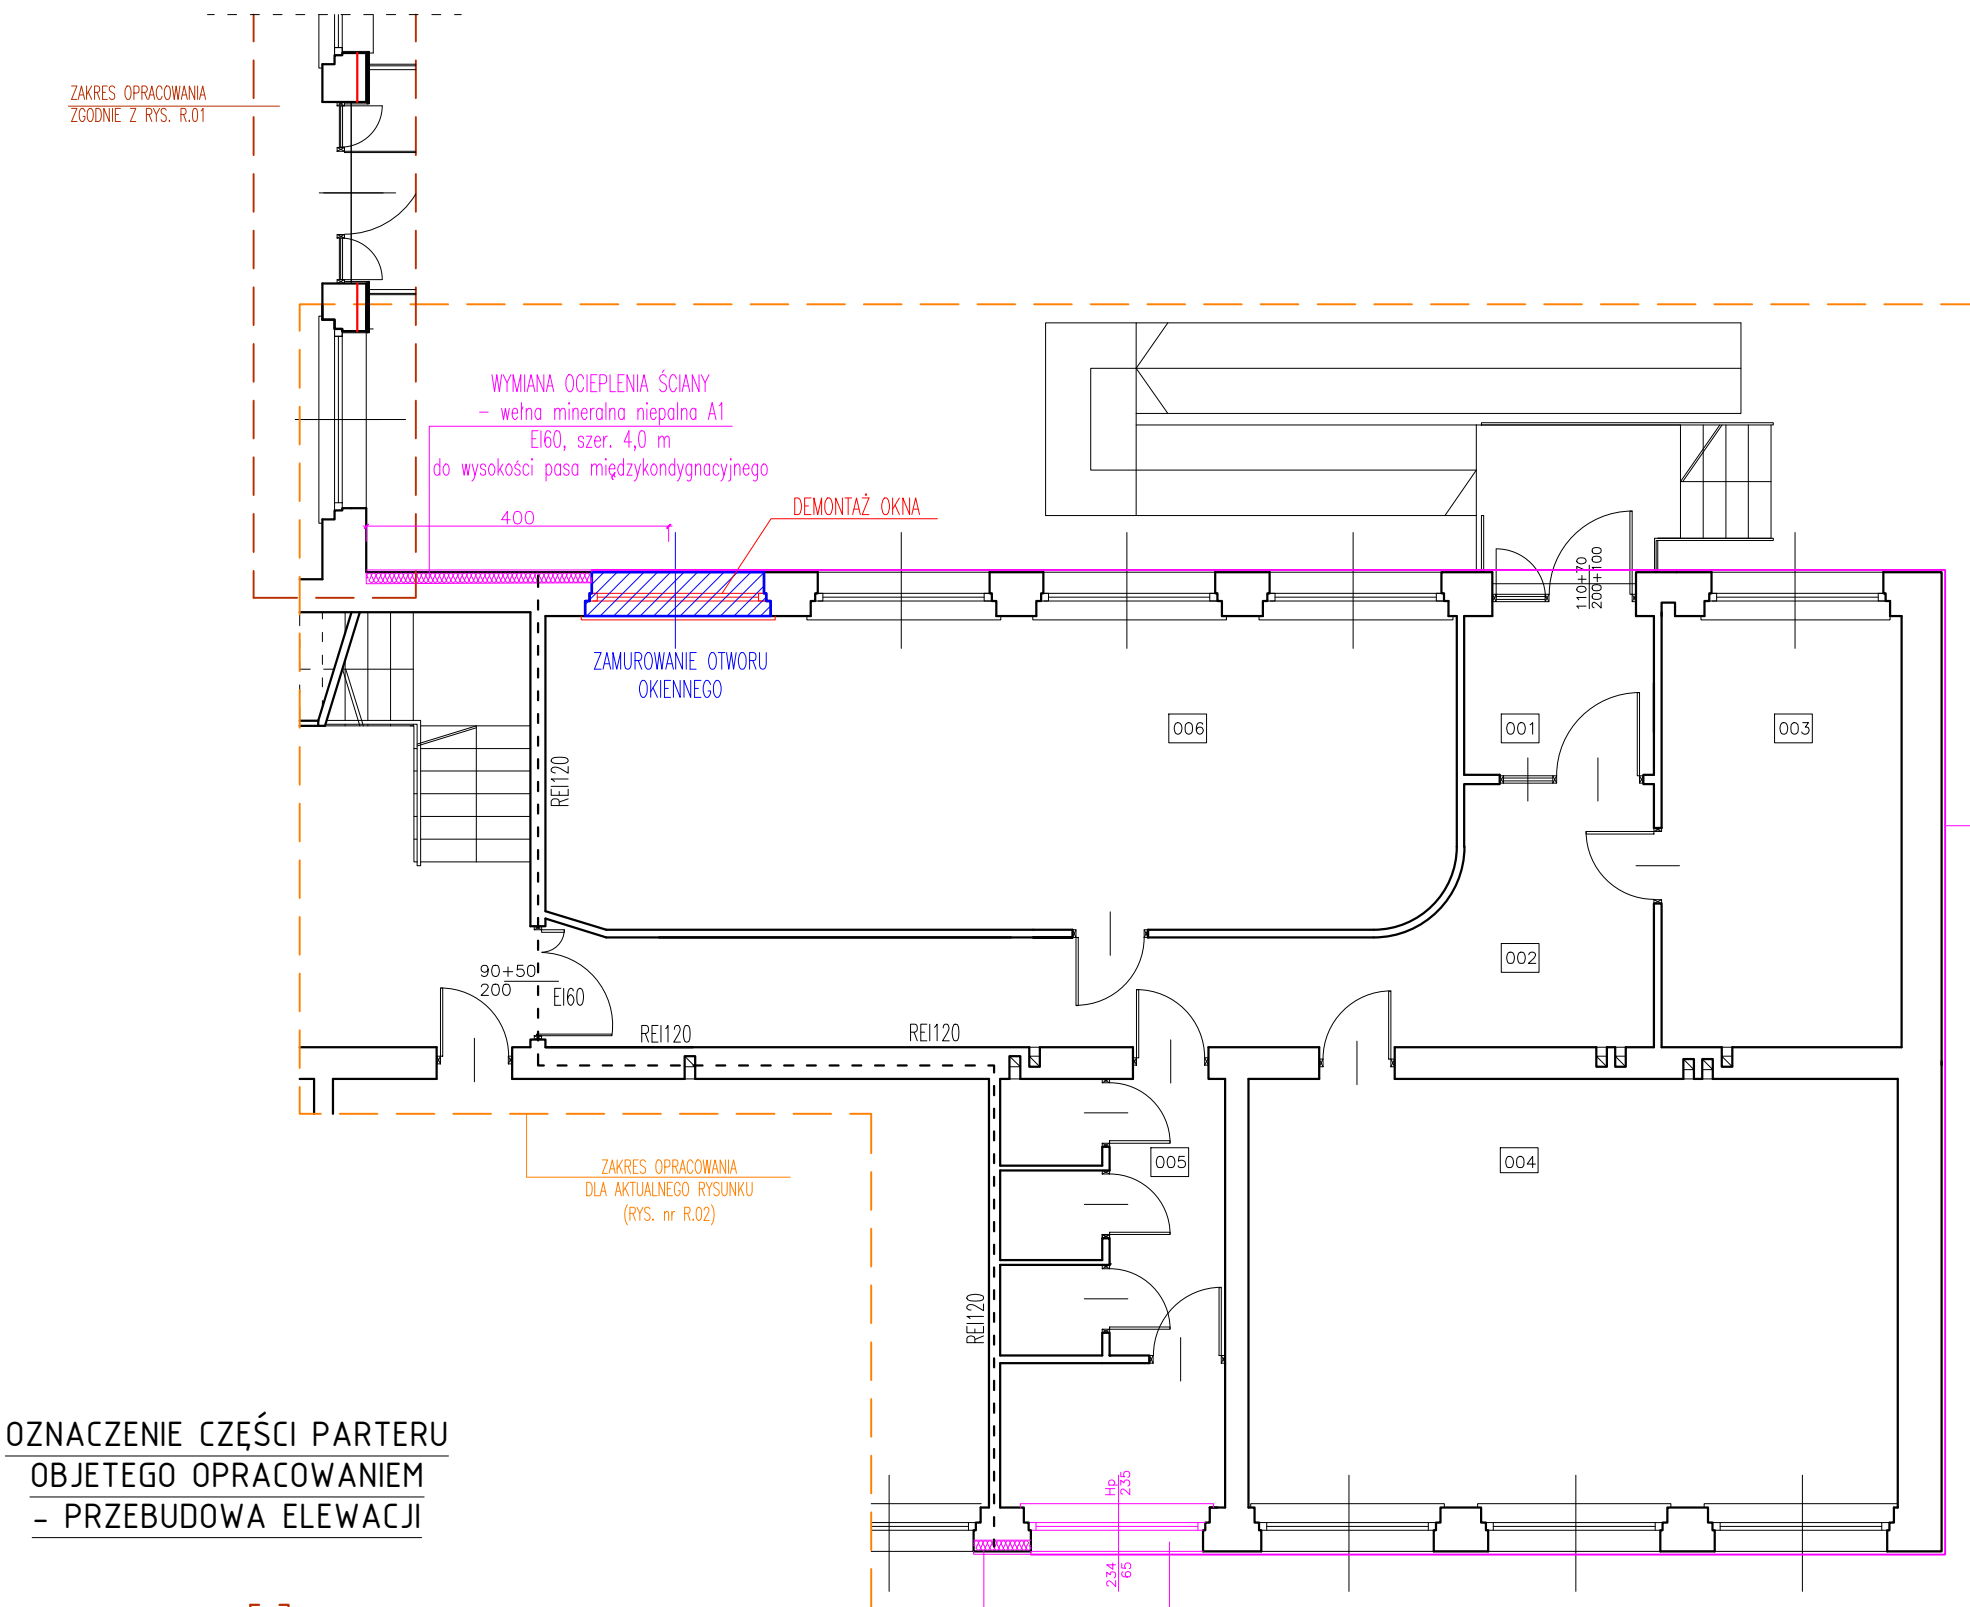 ZAKRES OPRACOWANIA
ZGODNIE Z RYS. R.01
WYMIANA OCIEPLENIA ŚCIANY
– wełna mineralna niepalna A1
EI60, szer. 4,0 m
do wysokości pasa międzykondygnacyjnego
400
DEMONTAŻ OKNA
110+70
200+100
ZAMUROWANIE OTWORU
OKIENNEGO
006
001
003
REI120
002
90+50
200
EI60
REI120
REI120
005
004
ZAKRES OPRACOWANIA
DLA AKTUALNEGO RYSUNKU
(RYS. nr R.02)
REI120
OZNACZENIE CZĘŚCI PARTERU
OBJETEGO OPRACOWANIEM
- PRZEBUDOWA ELEWACJI
Hp
235
234
65